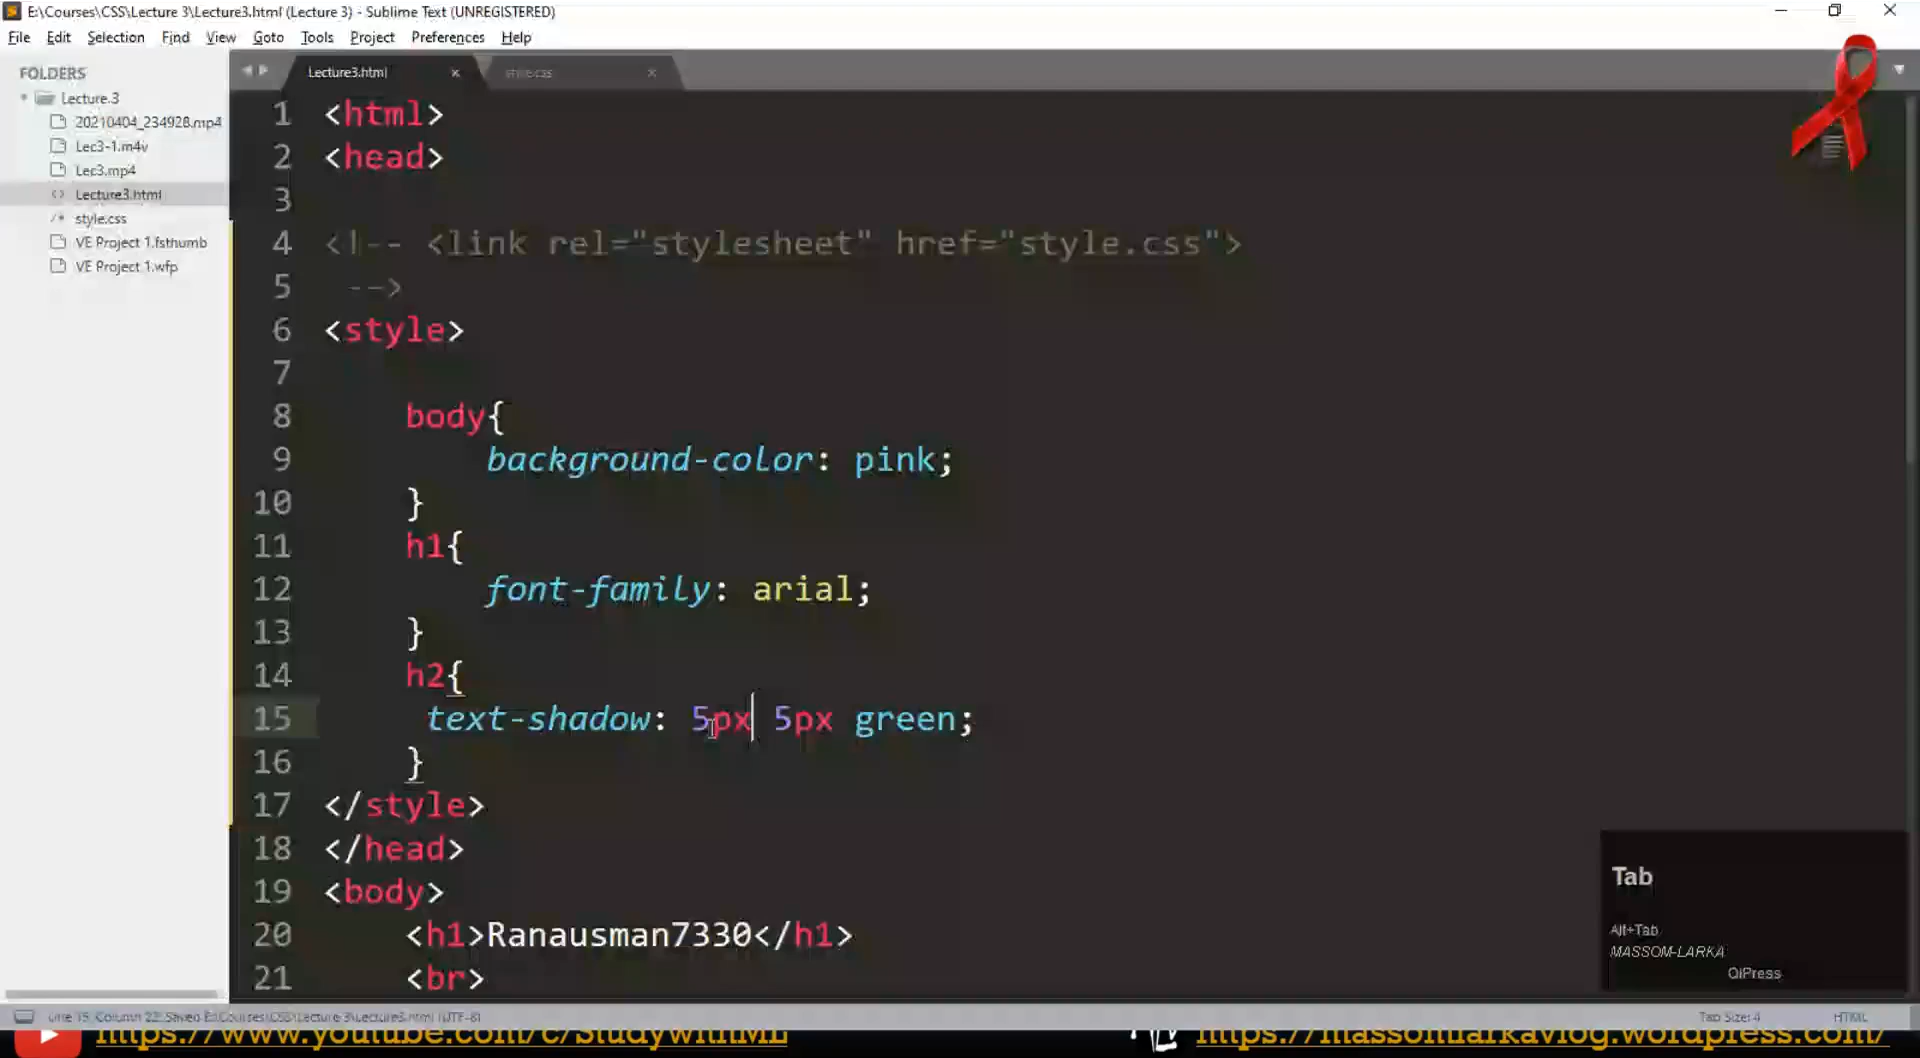 E:\Courses\CSS\Lecture 3\Lecture3.html (Lecture 3) - Sublime Text (UNREGISTERED)
File Edit Selection Find View Goto Tools Project Preferences Help
FOLDERS
Lecture 3
20210404_234928.mp4
Lec3-1.m4v
Lec3.mp4
Lecture3.html
style.css
VE Project 1.fsthumb
VE Project 1.wfp
Lecture3.html style.css
1 <html>
2 <head>
3
4 <!-- <link rel="stylesheet" href="style.css">
5 -->
6 <style>
7
8 body{
9 background-color: pink;
10 }
11 h1{
12 font-family: arial;
13 }
14 h2{
15 text-shadow: 5px 5px green;
16 }
17 </style>
18 </head>
19 <body>
20 <h1>Ranausman7330</h1>
21 <br>
Tab
Alt+Tab
MASSOM-LARKA
QiPress
Line 15, Column 22; Saved E:\Courses\CSS\Lecture 3\Lecture3.html (UTF-8) Tab Size: 4 HTML
https://www.youtube.com/c/StudywithML https://massomlarkavlog.wordpress.com/